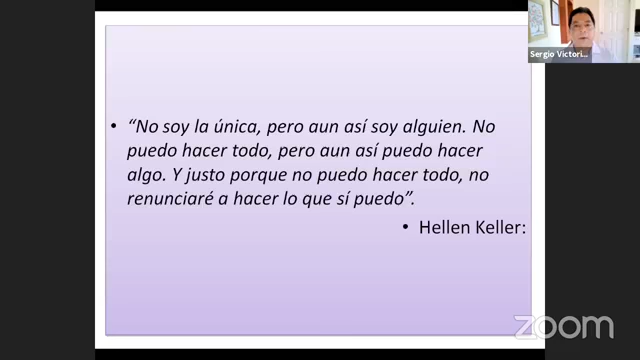 Sergio Victori...
• “No soy la única, pero aun así soy alguien. No
puedo hacer todo, pero aun así puedo hacer
algo. Y justo porque no puedo hacer todo, no
renunciaré a hacer lo que sí puedo”.
• Hellen Keller:
zoom